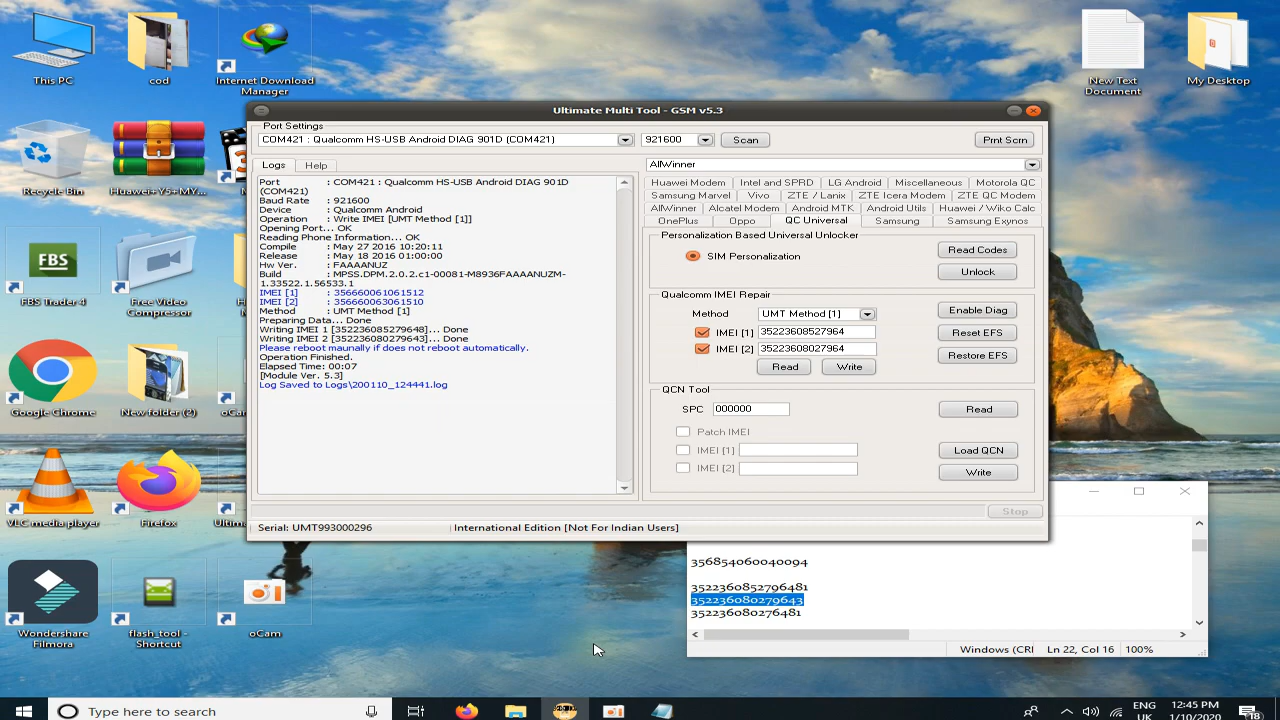 This PC
cod
Internet Download
Manager
New Text
Document
My Desktop
Recycle Bin
Huawei+Y5+MY...
FBS
FBS Trader 4
Free Video
Compressor
Google Chrome
New folder (2)
oCa
VLC media player
Firefox
Ultim
Wondershare
Filmora
flash_tool -
Shortcut
oCam
Ultimate Multi Tool - GSM v5.3
Port Settings
COM421 : Qualcomm HS-USB Android DIAG 901D (COM421)
921600
Scan
Prnt Scrn
Logs
Help
Port : COM421 : Qualcomm HS-USB Android DIAG 901D
(COM421)
Baud Rate : 921600
Device : Qualcomm Android
Operation : Write IMEI [UMT Method [1]]
Opening Port... OK
Reading Phone Information... OK
Compile : May 27 2016 10:20:11
Release : May 18 2016 01:00:00
Hw Ver. : FAAAANUZ
Build : MPSS.DPM.2.0.2.c1-00081-M8936FAAAANUZM-
1.33522.1.56533.1
IMEI [1] : 356660061061512
IMEI [2] : 356660063061510
Method : UMT Method [1]
Preparing Data... Done
Writing IMEI 1 [352236085279648]... Done
Writing IMEI 2 [352236080279643]... Done
Please reboot maunally if does not reboot automatically.
Operation Finished.
Elapsed Time: 00:07
[Module Ver. 5.3]
Log Saved to Logs\200110_124441.log
AllWinner
Huawei Modem
Intel and SPRD
LG Android
Miscellaneous
Motorola QC
Samsung Marvel
Vivo
ZTE / Lanix
ZTE Icera Modem
ZTE QC Modem
AllWinner
Alcatel Modem
Android MTK
Android Utils
Huawei / Wiko Calc
OnePlus
Oppo
QC Universal
Samsung
Samsung Exynos
Personalization Based Universal Unlocker
SIM Personalization
Read Codes
Unlock
Qualcomm IMEI Repair
Method
UMT Method [1]
IMEI [1]
35223608527964
IMEI [2]
35223608027964
Read
Write
Enable Diag
Reset EFS
Restore EFS
QCN Tool
SPC
000000
Read
Patch IMEI
IMEI [1]
IMEI [2]
Load QCN
Write
Stop
Serial: UMT993000296
International Edition [Not For Indian Users]
356854060040094
3522360852796481
352236080279643
352236080276481
Windows (CRI
Ln 22, Col 16
100%
Type here to search
ENG
UK
12:45 PM
1/10/2020
18